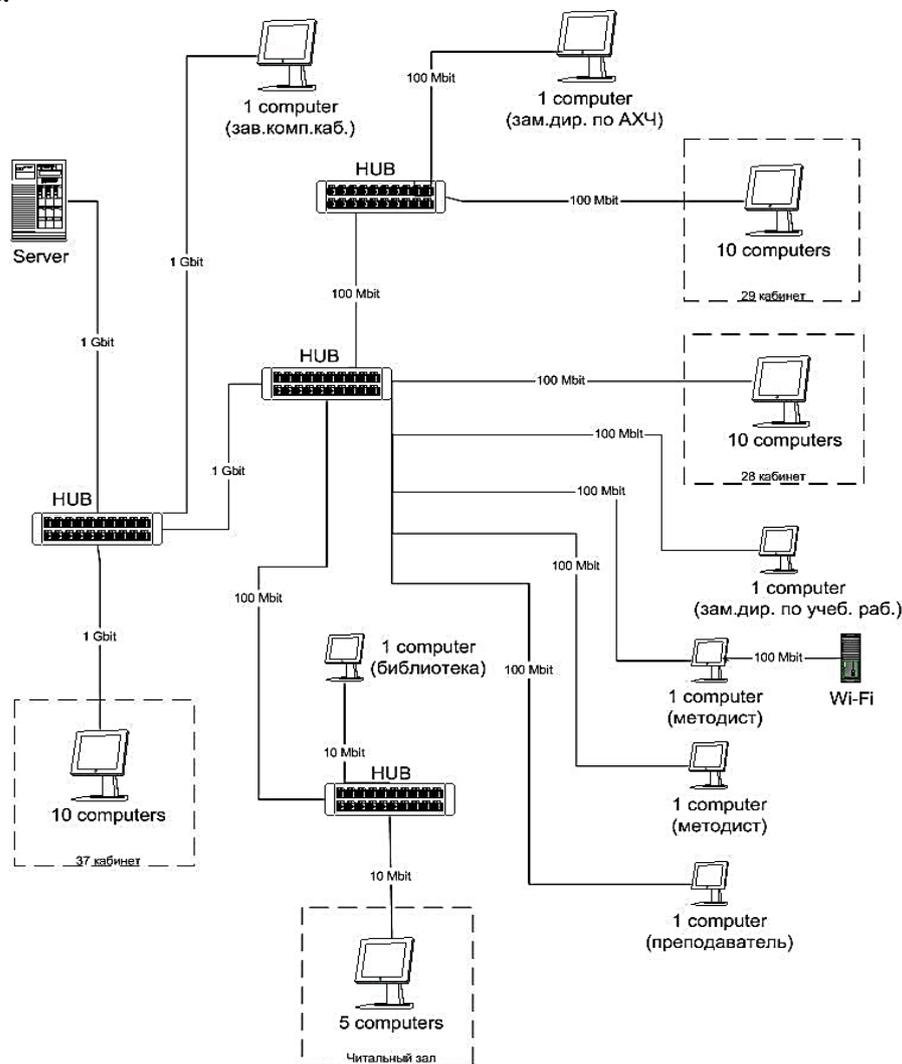 1 computer
(зав.комп.каб.)
100 Mbit
1 computer
(зам.дир. по АХЧ)
HUB
100 Mbit
10 computers
29 кабинет
Server
1 Gbit
100 Mbit
1 Gbit
HUB
100 Mbit
10 computers
28 кабинет
100 Mbit
1 Gbit
100 Mbit
HUB
100 Mbit
1 computer
(зам.дир. по учеб. раб.)
100 Mbit
1 Gbit
1 computer
(библиотека)
100 Mbit
100 Mbit
Wi-Fi
1 computer
(методист)
10 Mbit
HUB
1 computer
(методист)
10 computers
37 кабинет
10 Mbit
1 computer
(преподаватель)
5 computers
Читальный зал